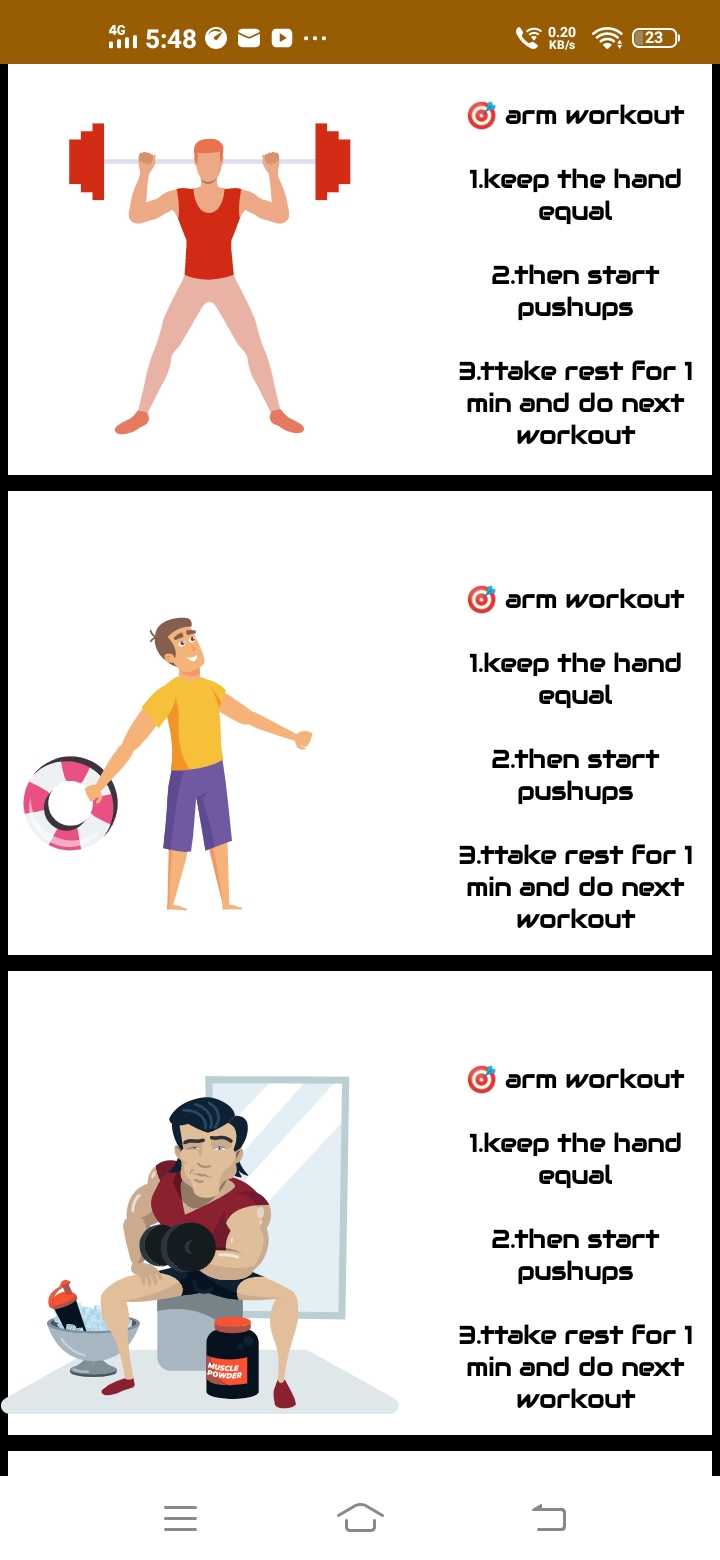 4G 5:48 0.20 KB/s 23
🎯 arm workout
1.keep the hand
equal
2.then start
pushups
3.ttake rest for 1
min and do next
workout
🎯 arm workout
1.keep the hand
equal
2.then start
pushups
3.ttake rest for 1
min and do next
workout
🎯 arm workout
1.keep the hand
equal
2.then start
pushups
3.ttake rest for 1
min and do next
workout
MUSCLE
POWDER